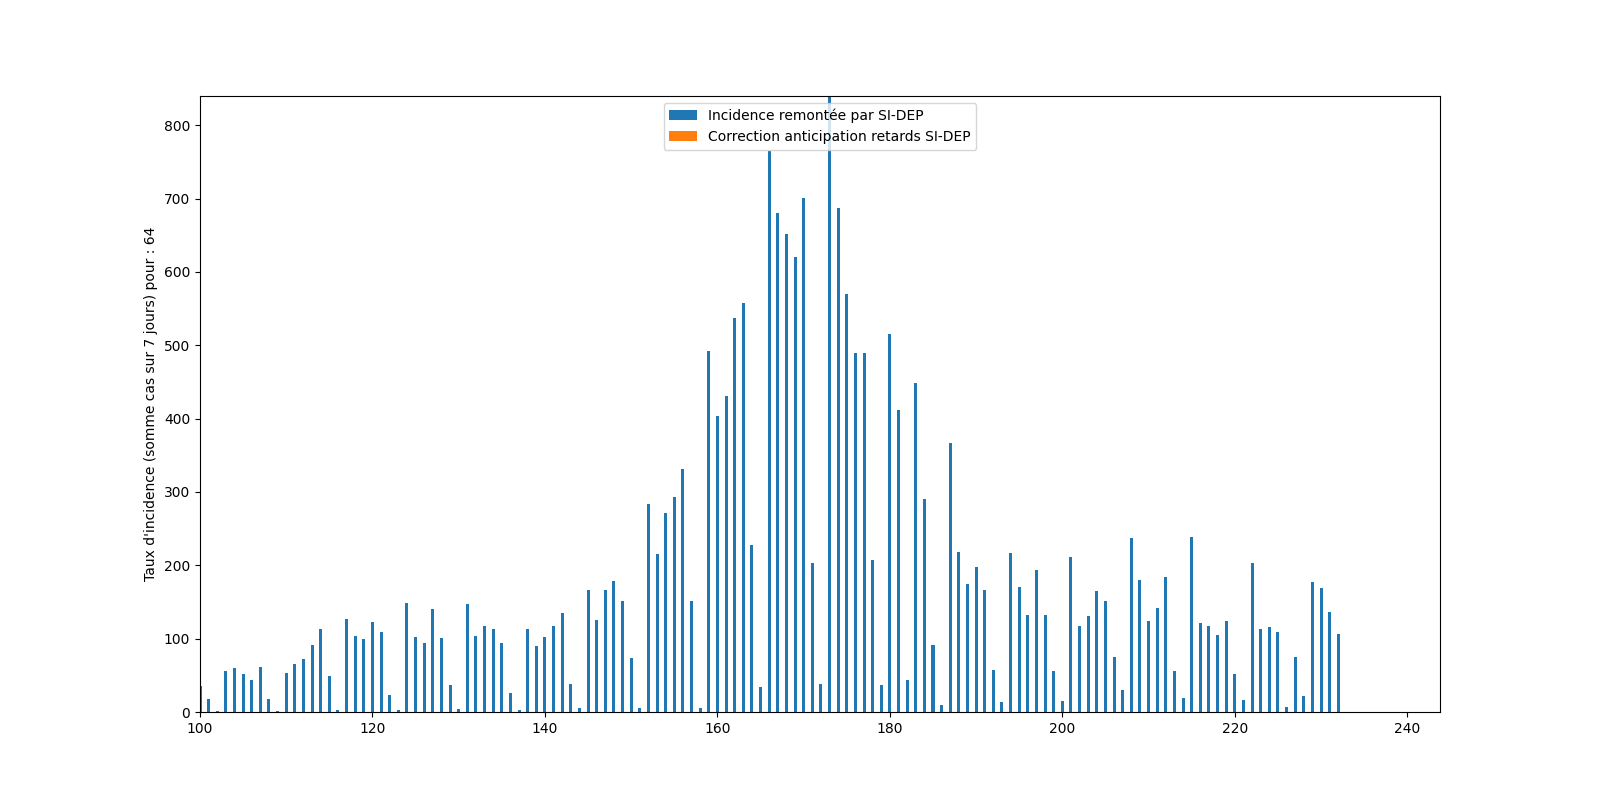 Incidence remontée par SI-DEP
Correction anticipation retards SI-DEP
Taux d'incidence (somme cas sur 7 jours) pour : 64
800
700
600
500
400
300
200
100
0
100 120 140 160 180 200 220 240